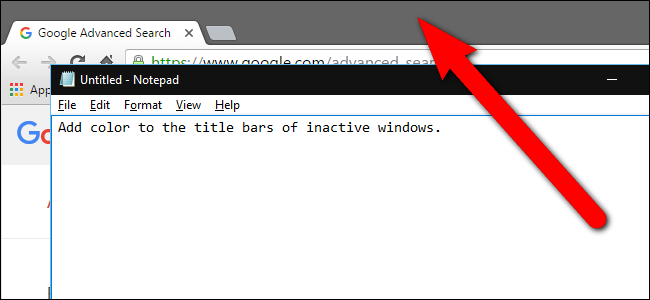 Google Advanced Search
https://www.google.com/advanced_sear
App
Untitled - Notepad
File Edit Format View Help
Add color to the title bars of inactive windows.
Go